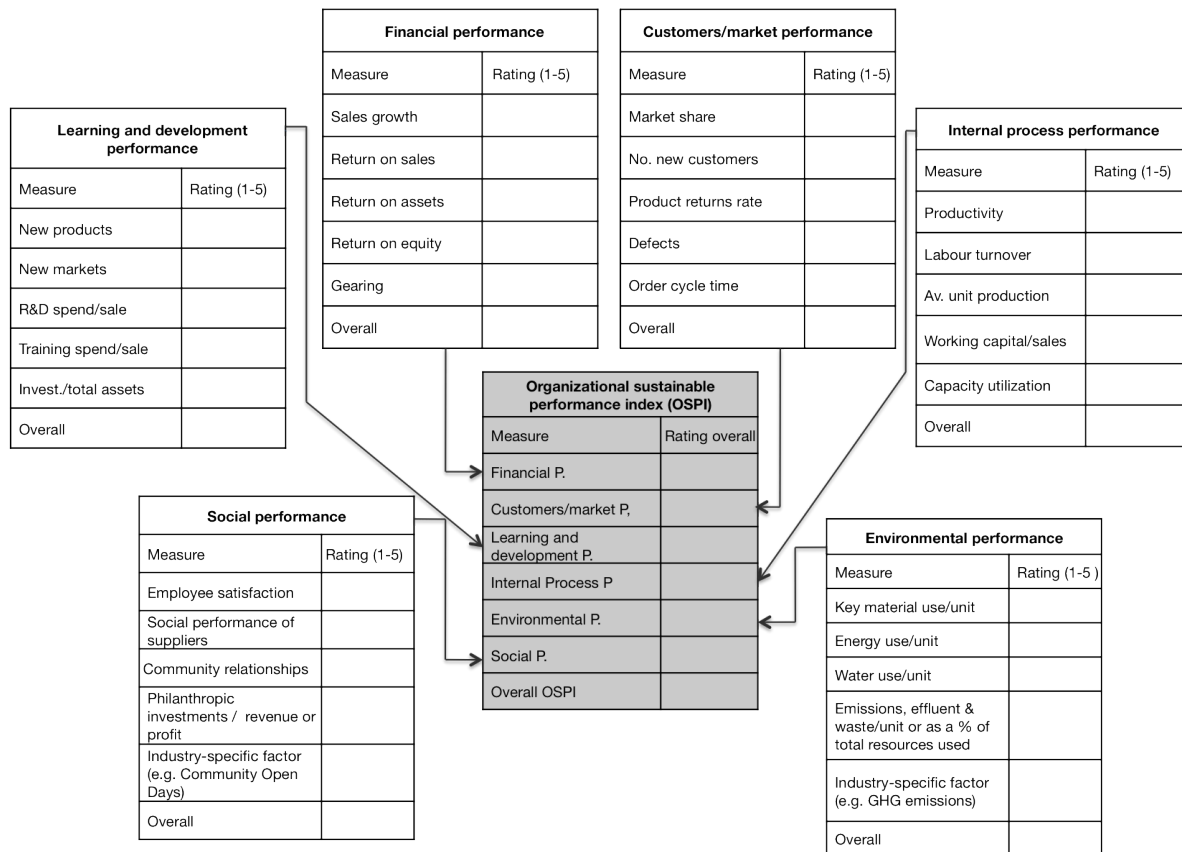 Financial performance
Measure Rating (1-5)
Sales growth
Return on sales
Return on assets
Return on equity
Gearing
Overall
Customers/market performance
Measure Rating (1-5)
Market share
No. new customers
Product returns rate
Defects
Order cycle time
Overall
Learning and development
performance
Measure Rating (1-5)
New products
New markets
R&D spend/sale
Training spend/sale
Invest./total assets
Overall
Internal process performance
Measure Rating (1-5)
Productivity
Labour turnover
Av. unit production
Working capital/sales
Capacity utilization
Overall
Organizational sustainable
performance index (OSPI)
Measure Rating overall
Financial P.
Customers/market P,
Learning and
development P.
Internal Process P
Environmental P.
Social P.
Overall OSPI
Social performance
Measure Rating (1-5)
Employee satisfaction
Social performance of
suppliers
Community relationships
Philanthropic
investments / revenue or
profit
Industry-specific factor
(e.g. Community Open
Days)
Overall
Environmental performance
Measure Rating (1-5 )
Key material use/unit
Energy use/unit
Water use/unit
Emissions, effluent &
waste/unit or as a % of
total resources used
Industry-specific factor
(e.g. GHG emissions)
Overall